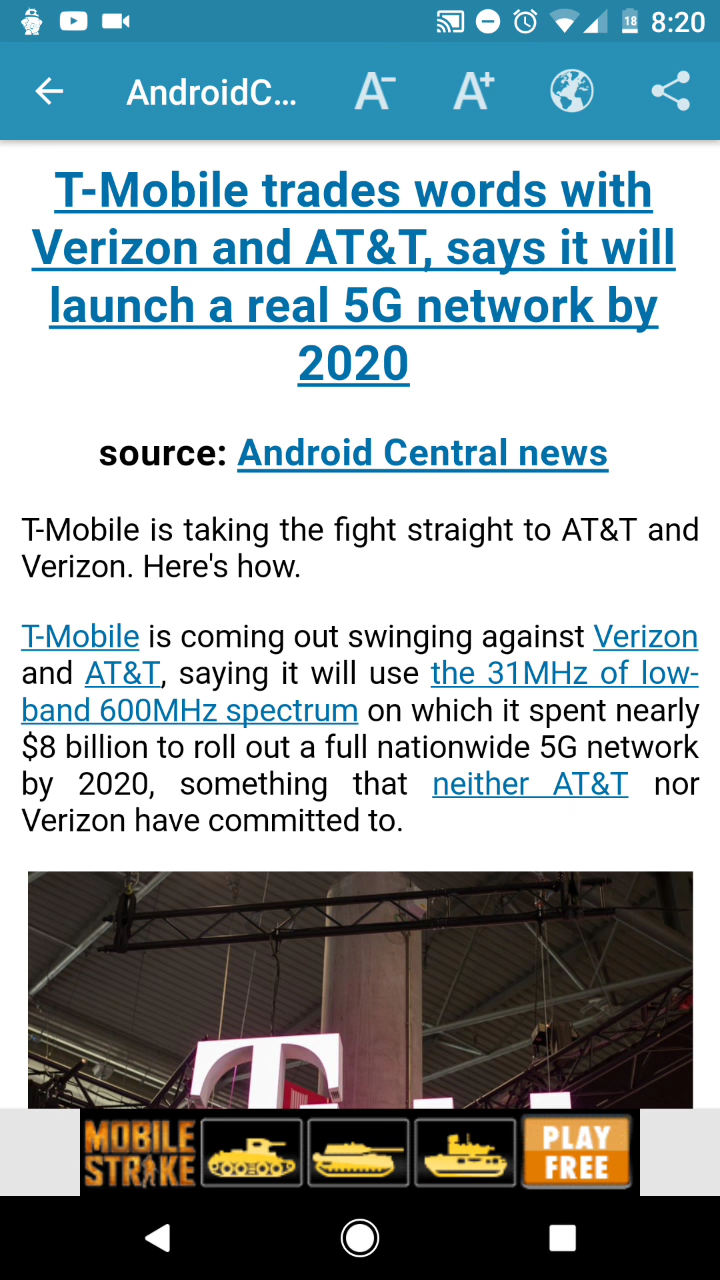 18 8:20
AndroidC... A- A+
T-Mobile trades words with
Verizon and AT&T, says it will
launch a real 5G network by
2020
source: Android Central news
T-Mobile is taking the fight straight to AT&T and
Verizon. Here's how.
T-Mobile is coming out swinging against Verizon
and AT&T, saying it will use the 31MHz of low-
band 600MHz spectrum on which it spent nearly
$8 billion to roll out a full nationwide 5G network
by 2020, something that neither AT&T nor
Verizon have committed to.
T
MOBILE
STRIKE
PLAY
FREE